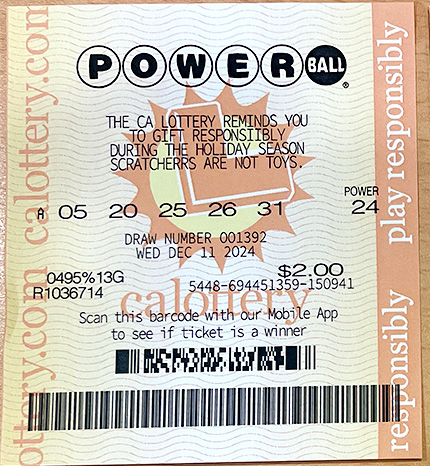 POWERBALL
THE CA LOTTERY REMINDS YOU
TO GIFT RESPONSIIBLY
DURING THE HOLIDAY SEASON
SCRATCHERRS ARE NOT TOYS.
POWER
A 05 20 25 26 31 24
DRAW NUMBER 001392
WED DEC 11 2024
0495%13G $2.00
R1036714 5448-694451359-150941
calottery
Scan this barcode with our Mobile App
to see if ticket is a winner
ottery.com calottery.com
responsibly play responsibly